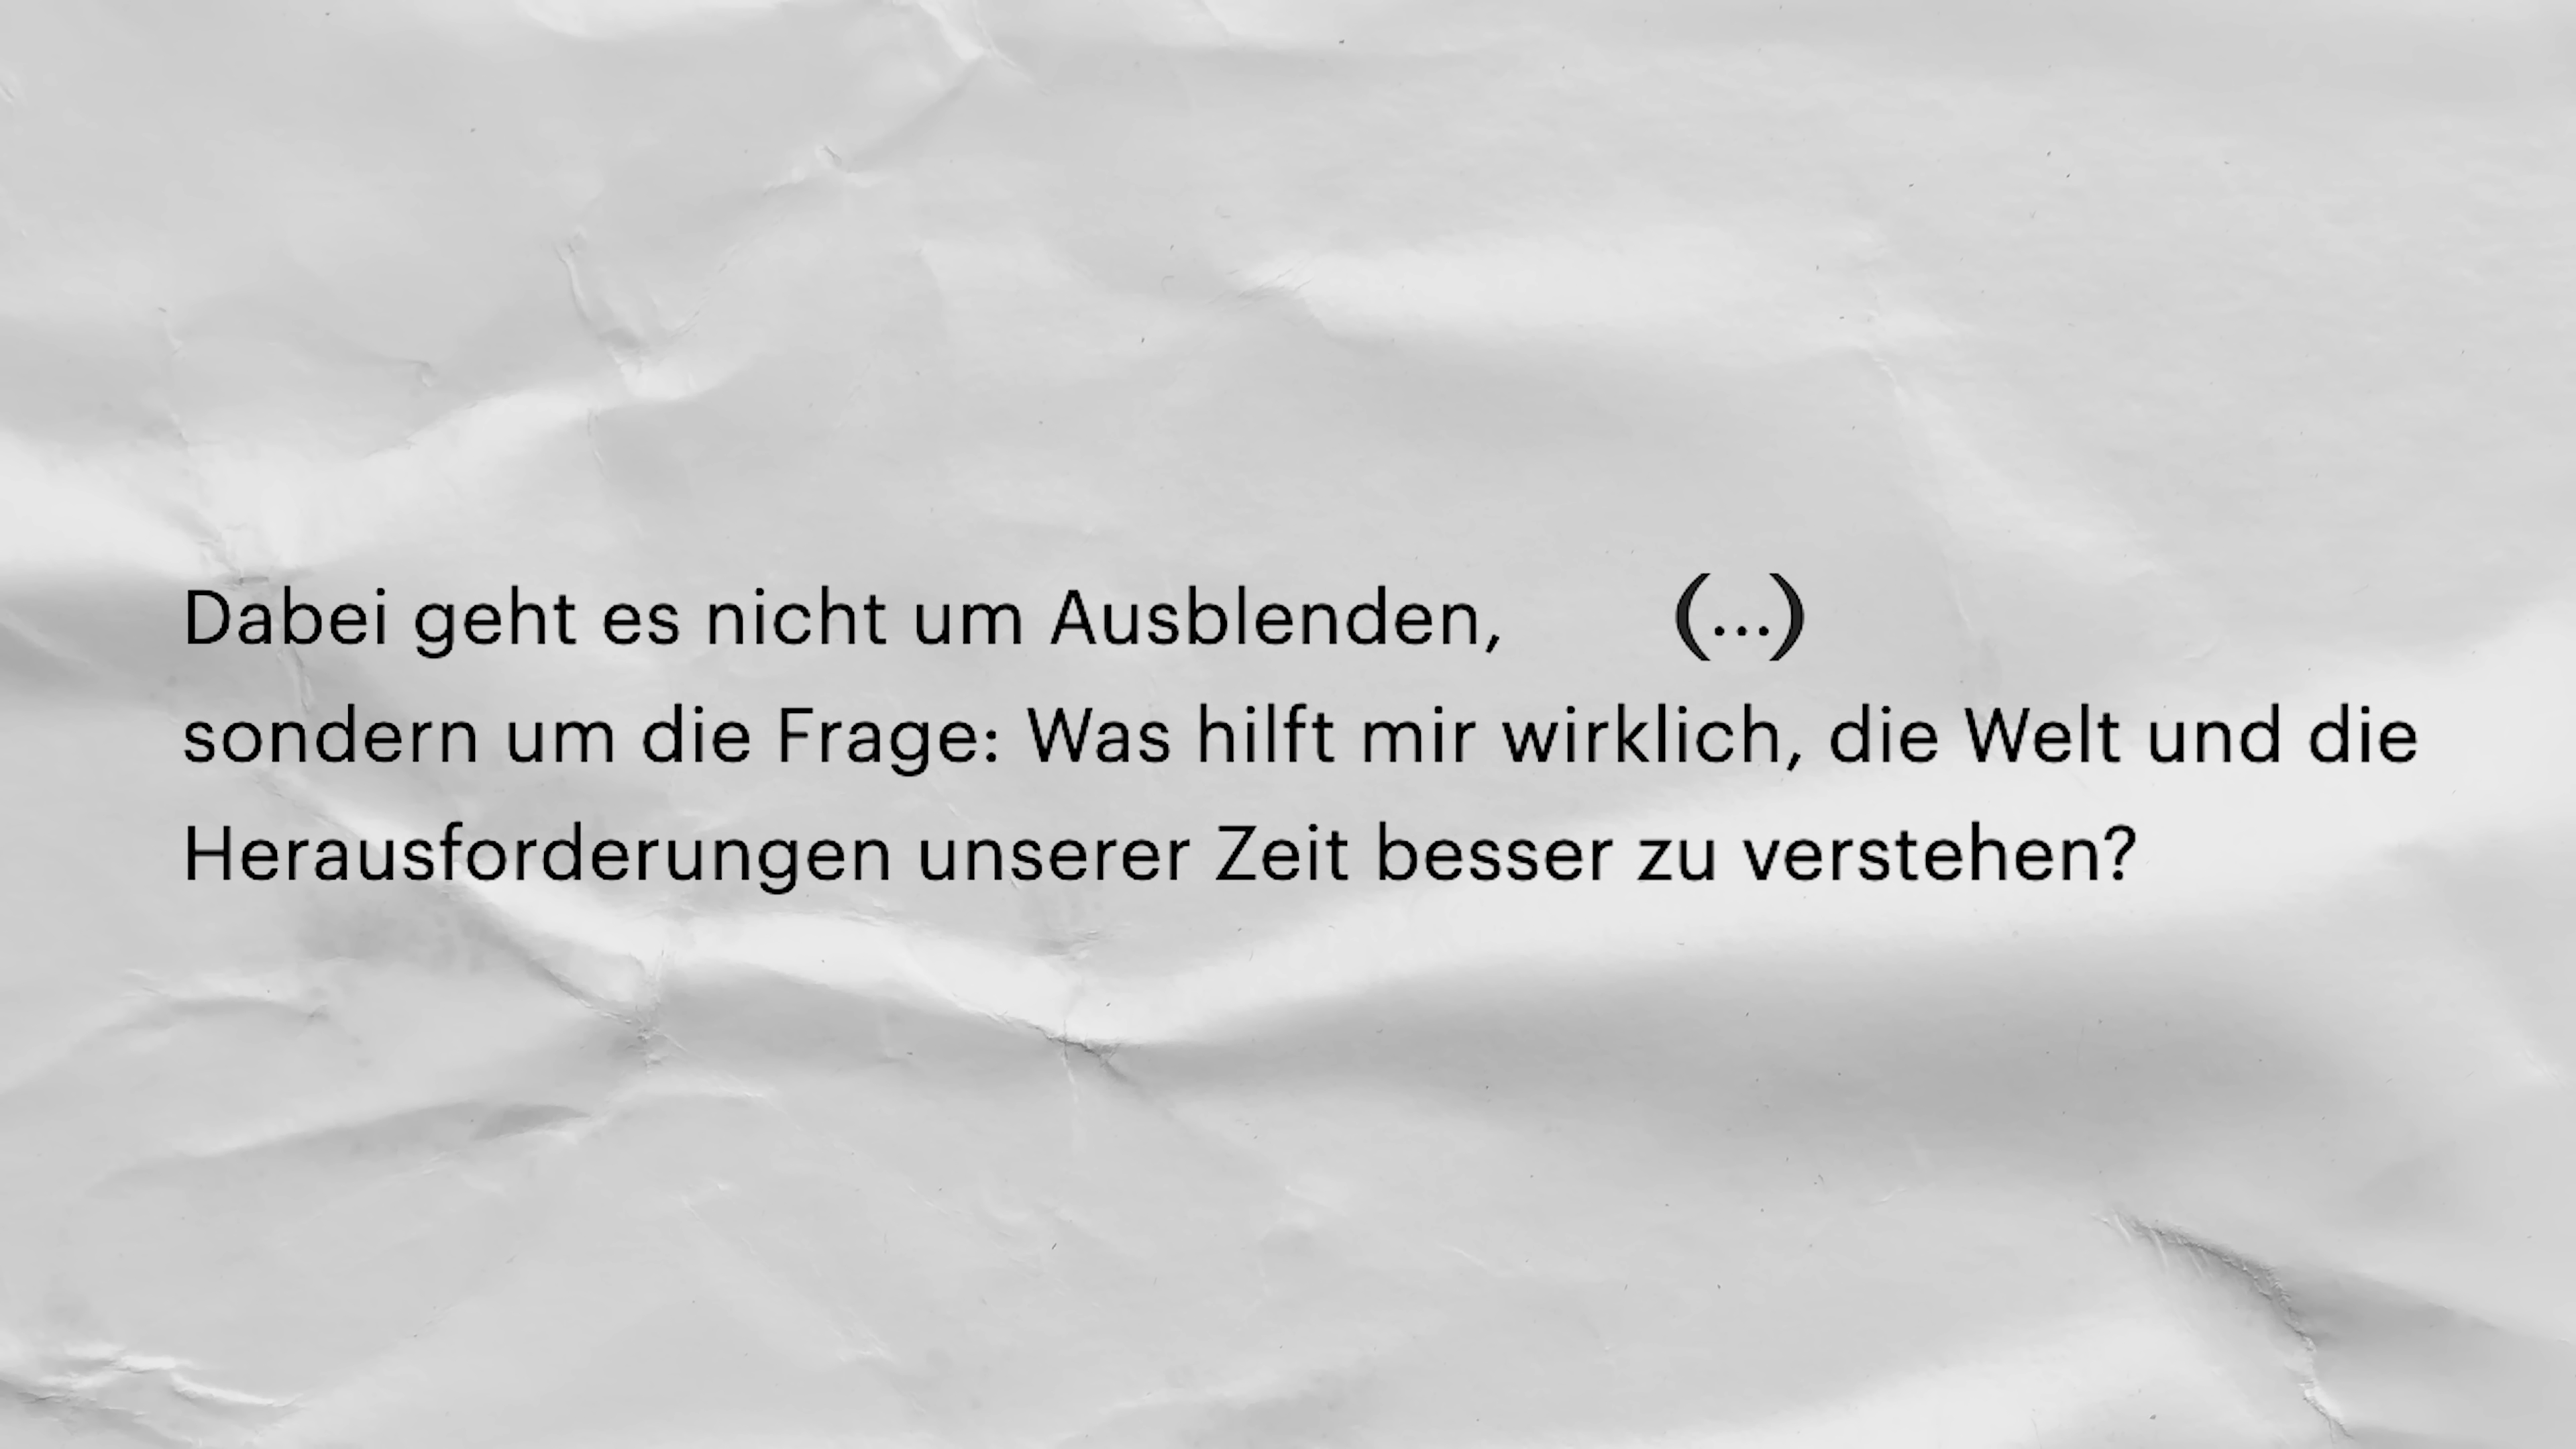 Dabei geht es nicht um Ausblenden, (...)
sondern um die Frage: Was hilft mir wirklich, die Welt und die
Herausforderungen unserer Zeit besser zu verstehen?